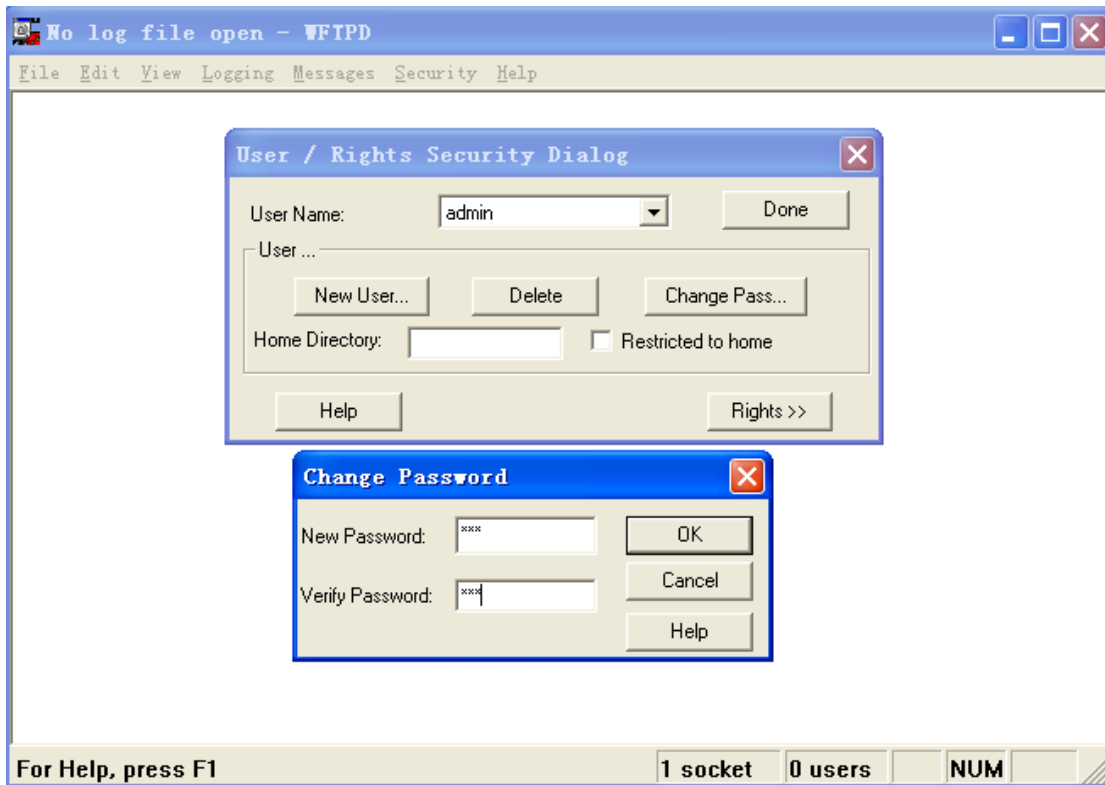 No log file open - WFTPD
File Edit View Logging Messages Security Help
User / Rights Security Dialog
User Name: admin Done
User ...
New User... Delete Change Pass...
Home Directory: Restricted to home
Help Rights >>
Change Password
New Password: *** OK
Cancel
Verify Password: ***
Help
For Help, press F1 1 socket 0 users NUM